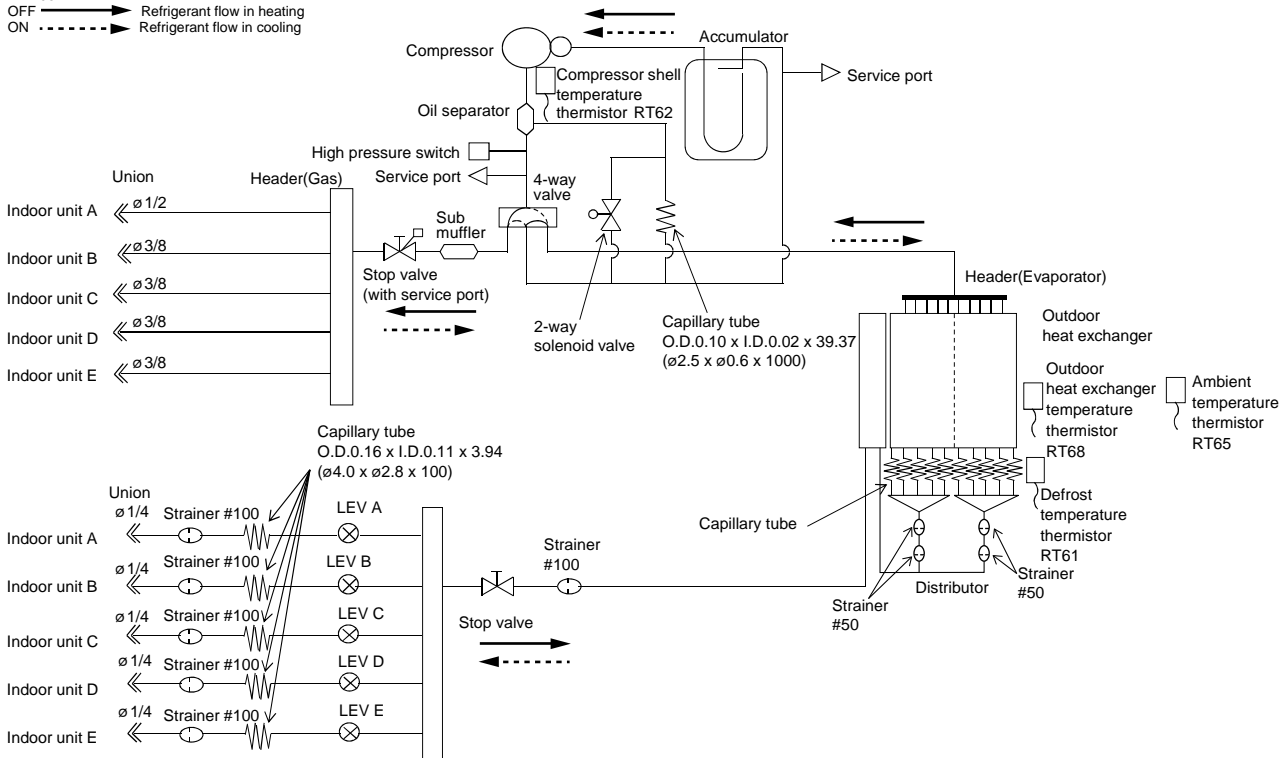 OFF Refrigerant flow in heating
ON Refrigerant flow in cooling
Compressor
Accumulator
Service port
Compressor shell
temperature
thermistor RT62
Oil separator
High pressure switch
Service port
4-way
valve
Union
Header(Gas)
Indoor unit A
ø 1/2
Indoor unit B
ø 3/8
Indoor unit C
ø 3/8
Indoor unit D
ø 3/8
Indoor unit E
ø 3/8
Sub
muffler
Stop valve
(with service port)
2-way
solenoid valve
Capillary tube
O.D.0.10 x I.D.0.02 x 39.37
(ø2.5 x ø0.6 x 1000)
Header(Evaporator)
Outdoor
heat exchanger
Outdoor
heat exchanger
temperature
thermistor
RT68
Ambient
temperature
thermistor
RT65
Defrost
temperature
thermistor
RT61
Capillary tube
Distributor
Strainer
#50
Strainer
#50
Capillary tube
O.D.0.16 x I.D.0.11 x 3.94
(ø4.0 x ø2.8 x 100)
Union
Indoor unit A
ø 1/4
Strainer #100
LEV A
Indoor unit B
ø 1/4
Strainer #100
LEV B
Indoor unit C
ø 1/4
Strainer #100
LEV C
Indoor unit D
ø 1/4
Strainer #100
LEV D
Indoor unit E
ø 1/4
Strainer #100
LEV E
Strainer
#100
Stop valve